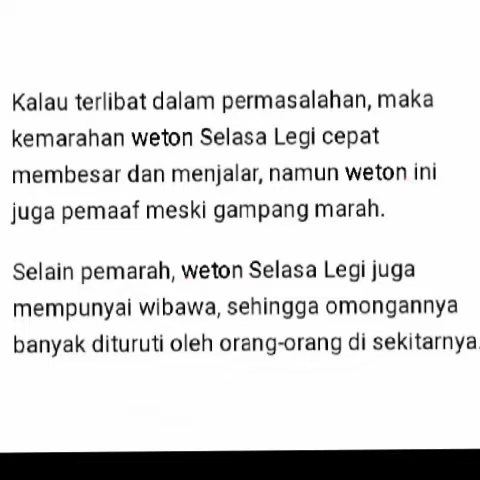 Kalau terlibat dalam permasalahan, maka
kemarahan weton Selasa Legi cepat
membesar dan menjalar, namun weton ini
juga pemaaf meski gampang marah.
Selain pemarah, weton Selasa Legi juga
mempunyai wibawa, sehingga omongannya
banyak dituruti oleh orang-orang di sekitarnya.